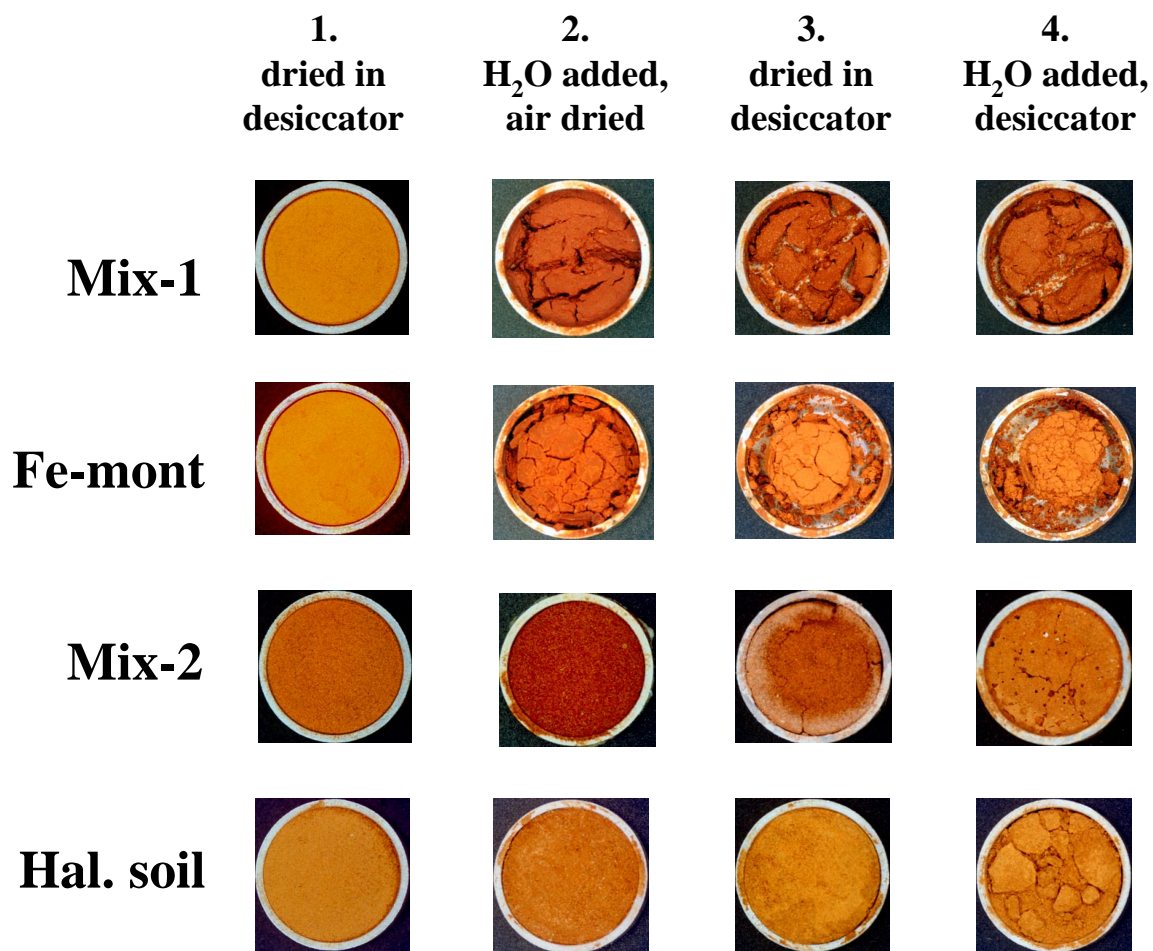 1.
dried in
desiccator
2.
H₂O added,
air dried
3.
dried in
desiccator
4.
H₂O added,
desiccator
Mix-1
Fe-mont
Mix-2
Hal. soil